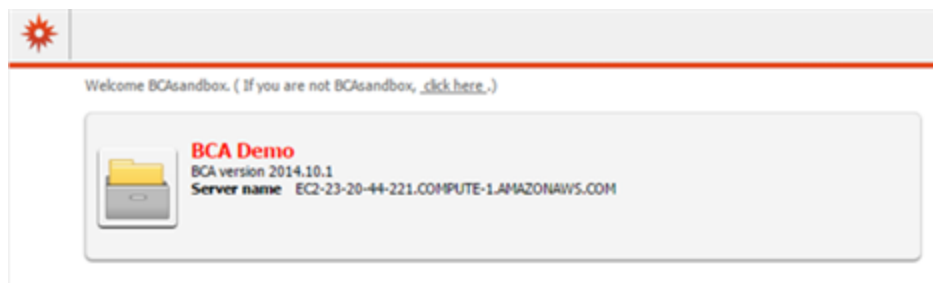 Welcome BCAsandbox. ( If you are not BCAsandbox, click here .)
BCA Demo
BCA version 2014.10.1
Server name EC2-23-20-44-221.COMPUTE-1.AMAZONAWS.COM